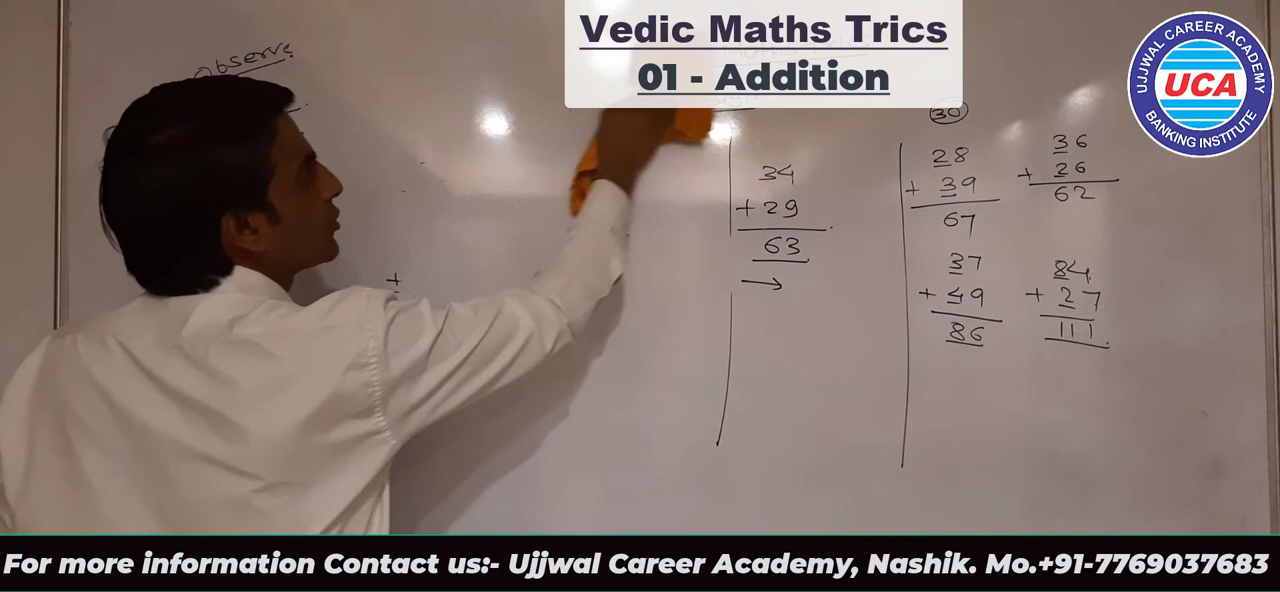 Vedic Maths Trics
01 - Addition
UJJWAL CAREER ACADEMY
UCA
BANKING INSTITUTE
Observe
34
+ 29
63
→
30
28
+ 39
67
36
+ 26
62
37
+ 49
86
84
+ 27
111
+
For more information Contact us:- Ujjwal Career Academy, Nashik. Mo.+91-7769037683